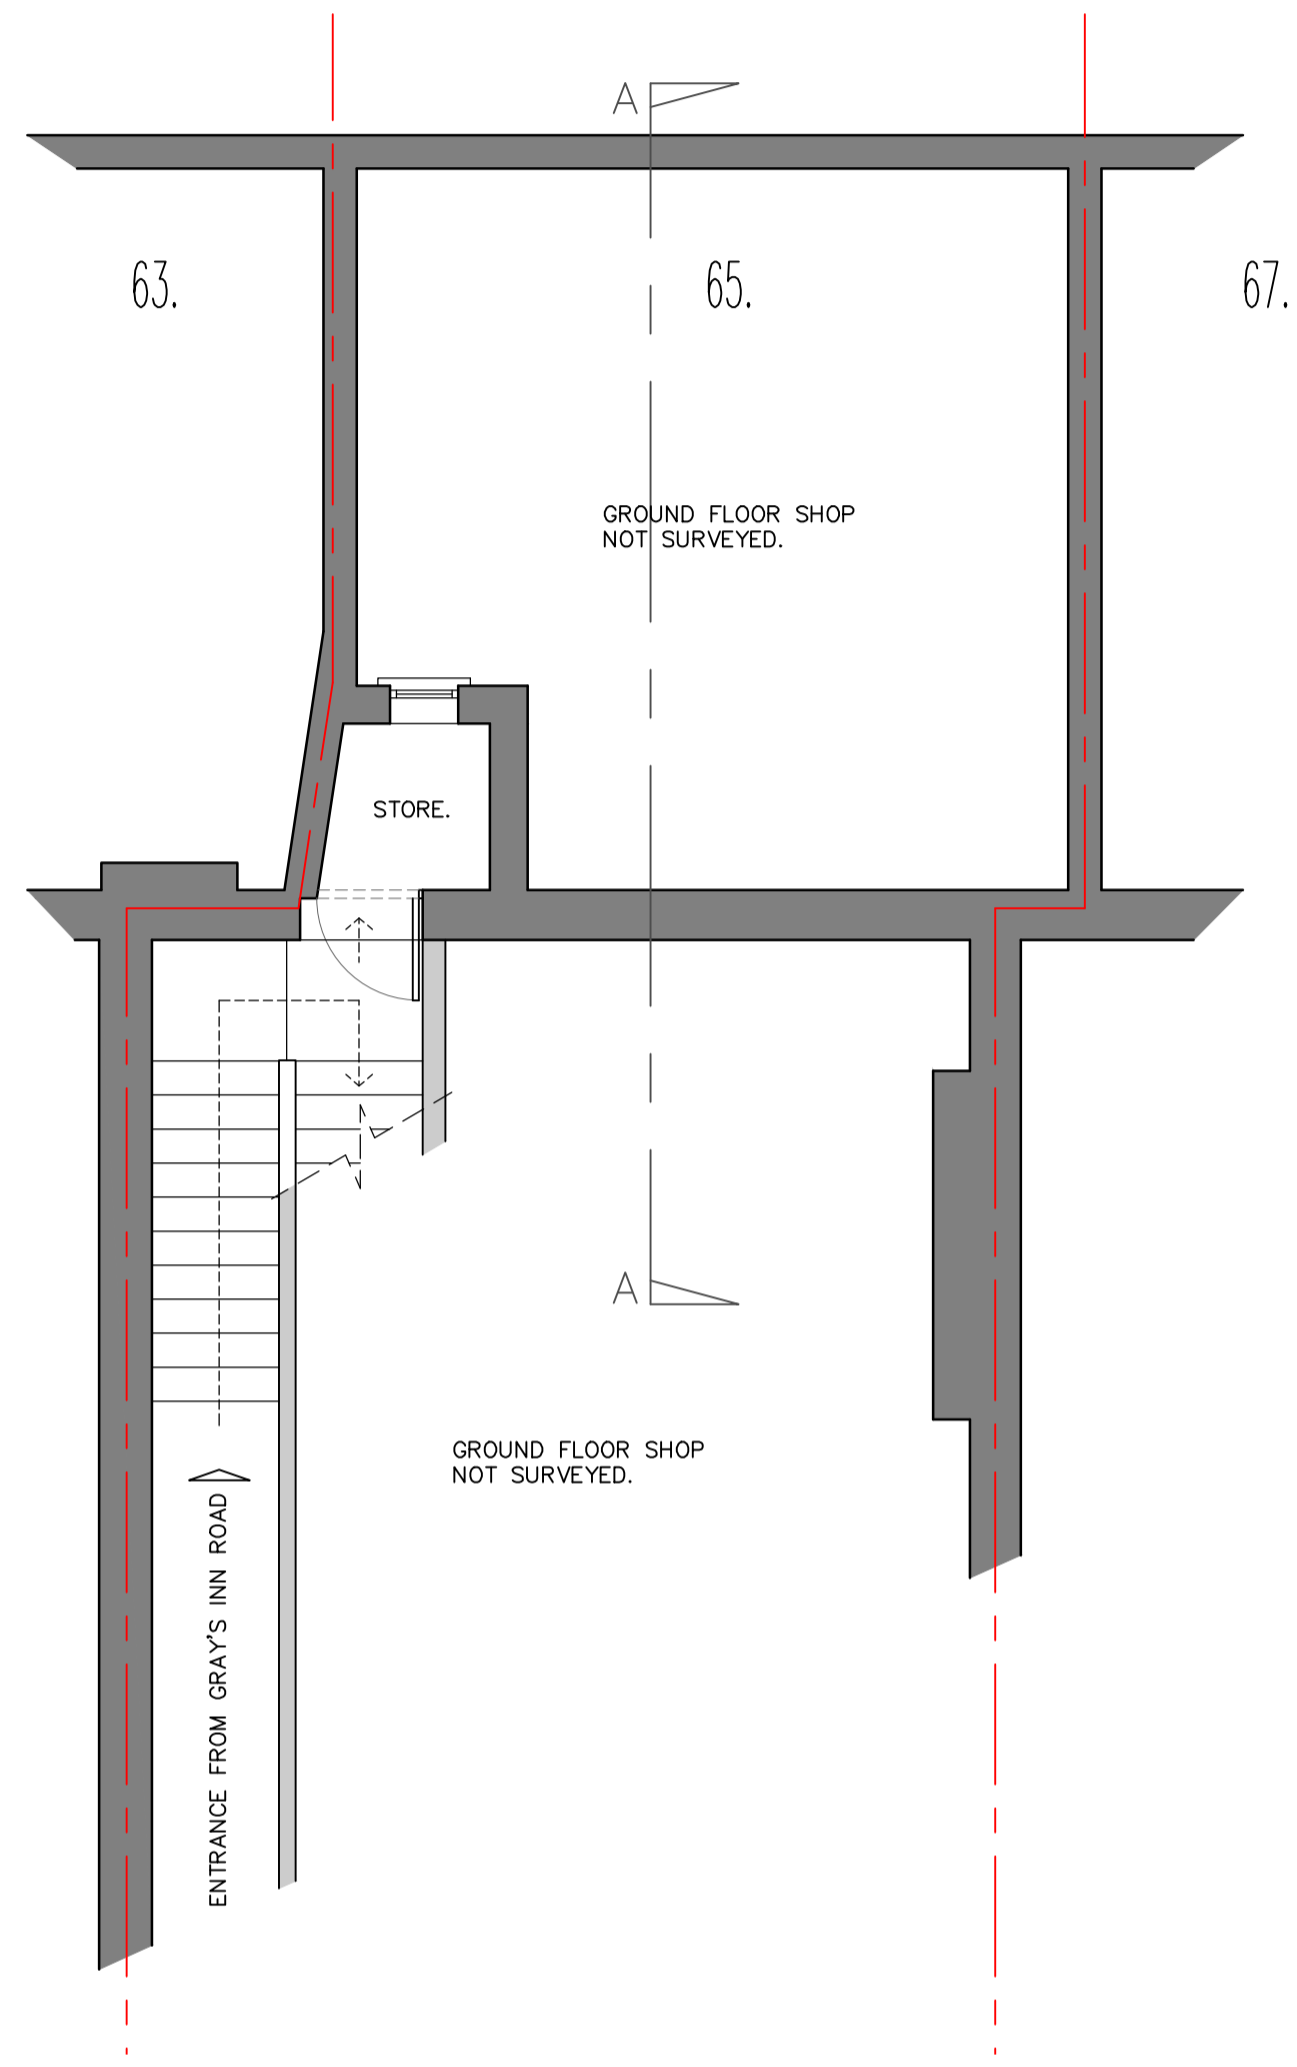 A
63.
65.
67.
GROUND FLOOR SHOP
NOT SURVEYED.
STORE.
A
GROUND FLOOR SHOP
NOT SURVEYED.
ENTRANCE FROM GRAY'S INN ROAD